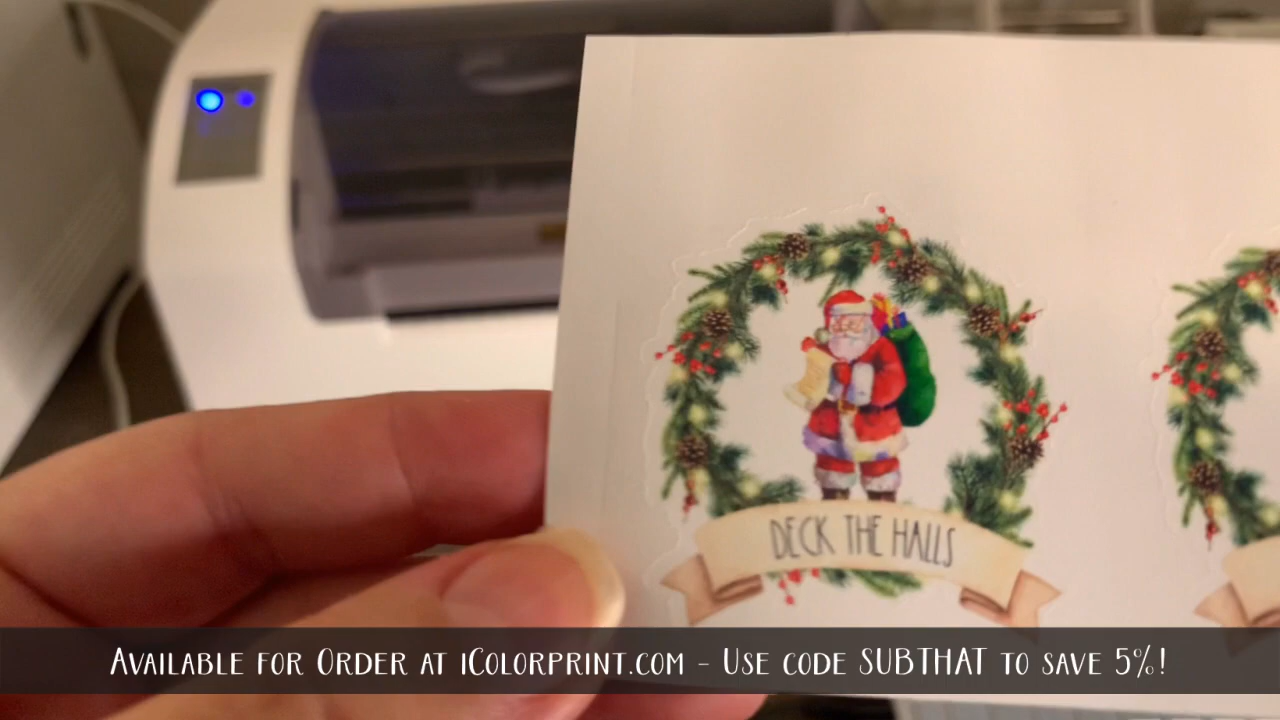 DECK THE HALLS
Available for Order at iColorprint.com - Use code SUBTHAT to save 5%!